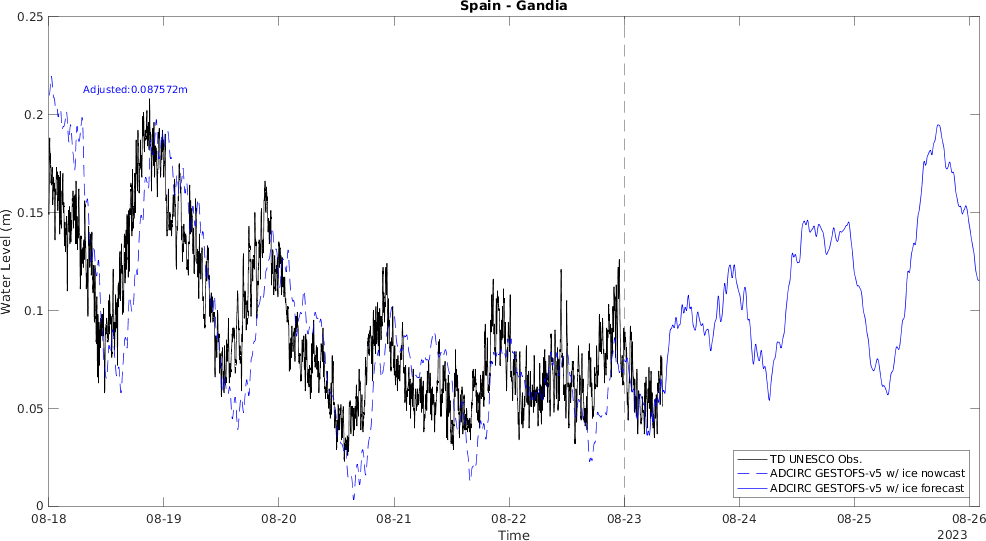 Spain - Gandia
0.25
0.2
0.15
0.1
0.05
0
Water Level (m)
Adjusted:0.087572m
TD UNESCO Obs.
ADCIRC GESTOFS-v5 w/ ice nowcast
ADCIRC GESTOFS-v5 w/ ice forecast
08-18 08-19 08-20 08-21 08-22 08-23 08-24 08-25 08-26
Time
2023